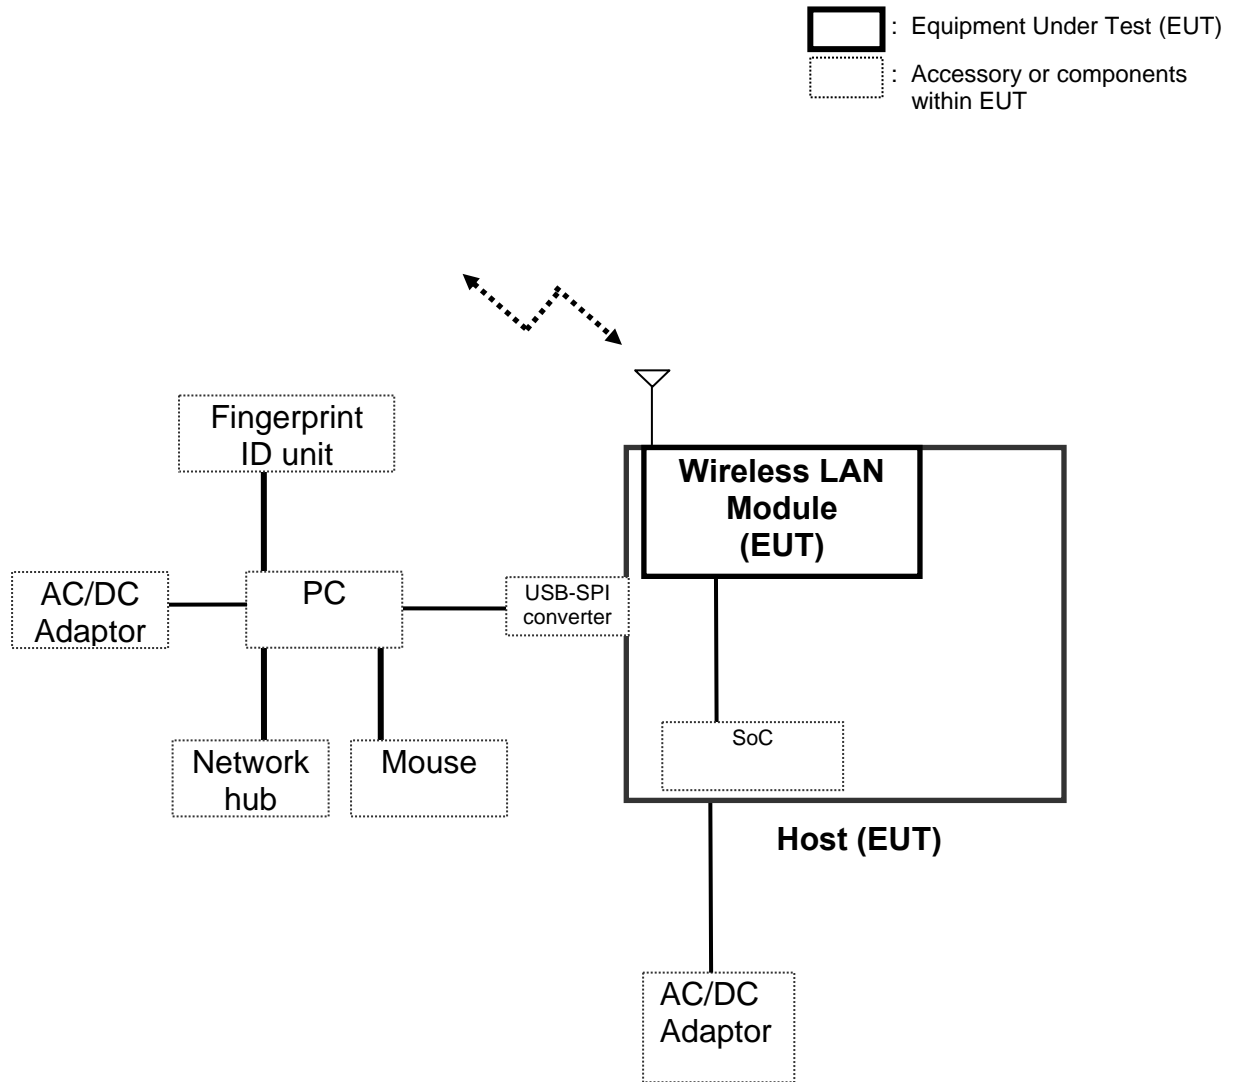 : Equipment Under Test (EUT)
: Accessory or components
within EUT
Fingerprint
ID unit
Wireless LAN
Module
(EUT)
AC/DC
Adaptor
PC
USB-SPI
converter
SoC
Network
hub
Mouse
Host (EUT)
AC/DC
Adaptor